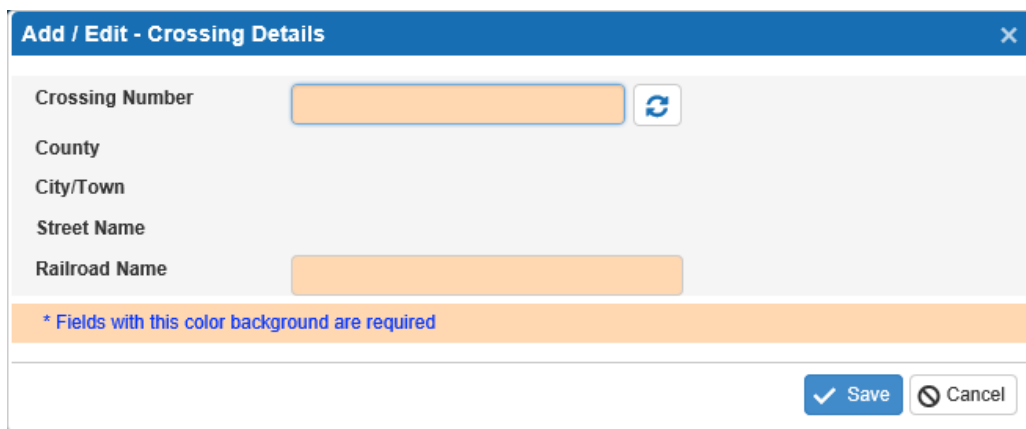 Add / Edit - Crossing Details
Crossing Number
County
City/Town
Street Name
Railroad Name
* Fields with this color background are required
Save Cancel